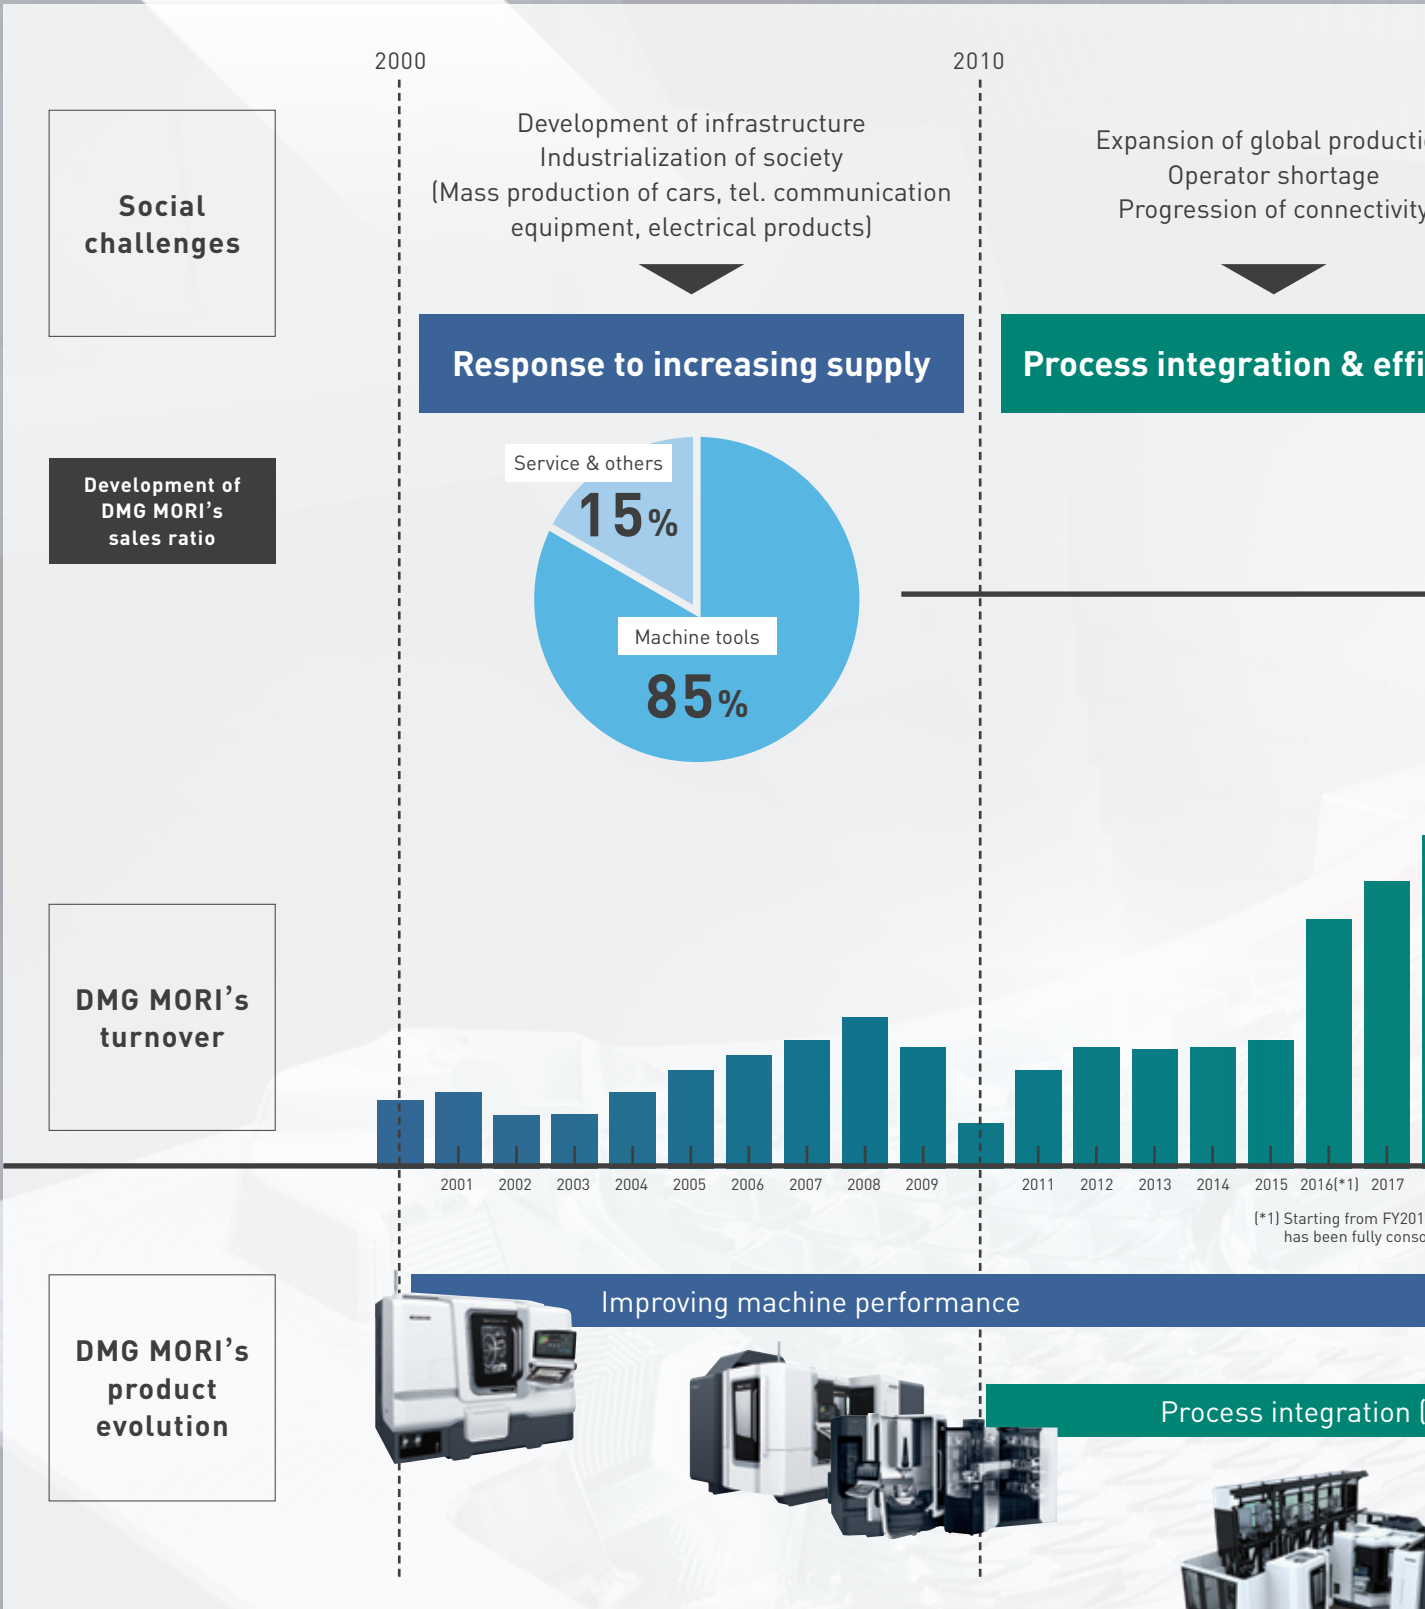 2000
2010
Social
challenges
Development of infrastructure
Industrialization of society
(Mass production of cars, tel. communication
equipment, electrical products)
Expansion of global producti
Operator shortage
Progression of connectivity
Response to increasing supply
Process integration & effi
Development of
DMG MORI’s
sales ratio
Service & others
15%
Machine tools
85%
DMG MORI’s
turnover
2001 2002 2003 2004 2005 2006 2007 2008 2009 2011 2012 2013 2014 2015 2016(*1) 2017
(*1) Starting from FY201
has been fully conso
DMG MORI’s
product
evolution
Improving machine performance
Process integration (